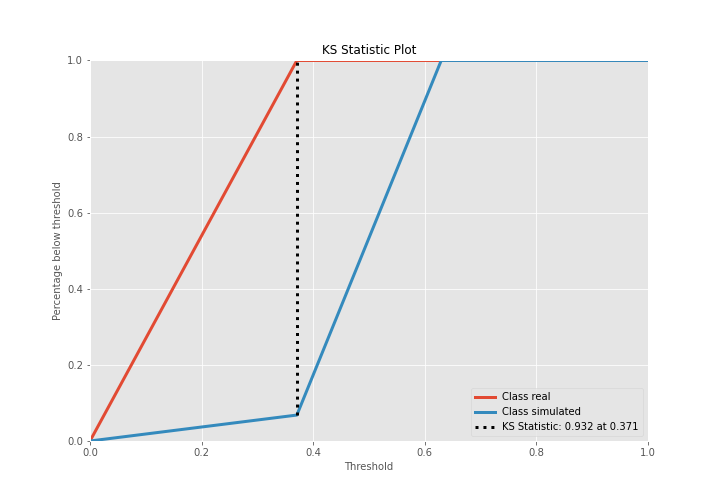 KS Statistic Plot
1.0
0.8
0.6
0.4
0.2
0.0
Percentage below threshold
Class real
Class simulated
KS Statistic: 0.932 at 0.371
0.0 0.2 0.4 0.6 0.8 1.0
Threshold